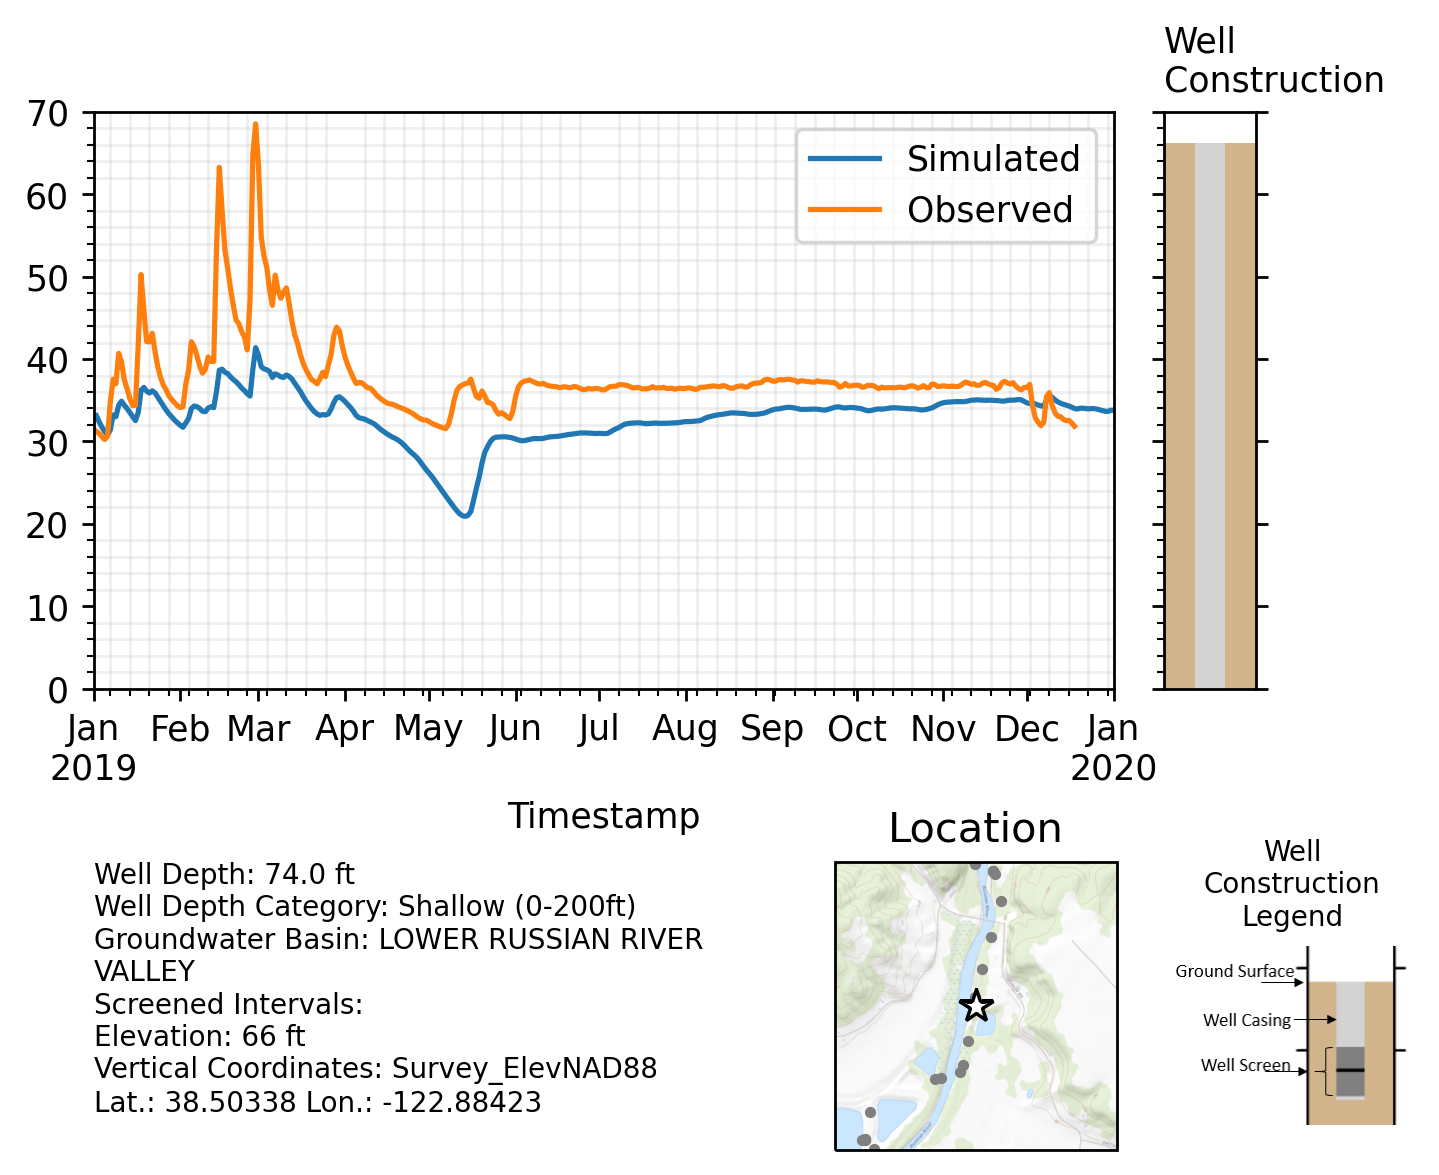 Well
Construction
70
60
50
40
30
20
10
0
Simulated
Observed
Jan Feb Mar Apr May Jun Jul Aug Sep Oct Nov Dec Jan
2019 2020
Timestamp
Well Depth: 74.0 ft
Well Depth Category: Shallow (0-200ft)
Groundwater Basin: LOWER RUSSIAN RIVER
VALLEY
Screened Intervals:
Elevation: 66 ft
Vertical Coordinates: Survey_ElevNAD88
Lat.: 38.50338 Lon.: -122.88423
Location
Well
Construction
Legend
Ground Surface
Well Casing
Well Screen